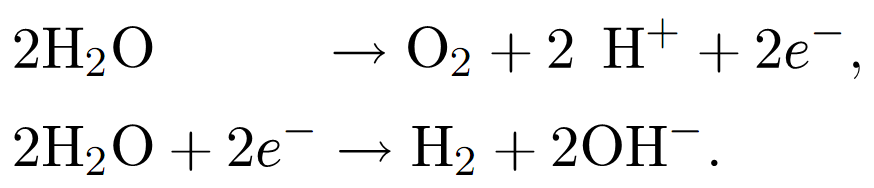 2H₂O → O₂ + 2 H⁺ + 2e⁻,
2H₂O + 2e⁻ → H₂ + 2OH⁻.